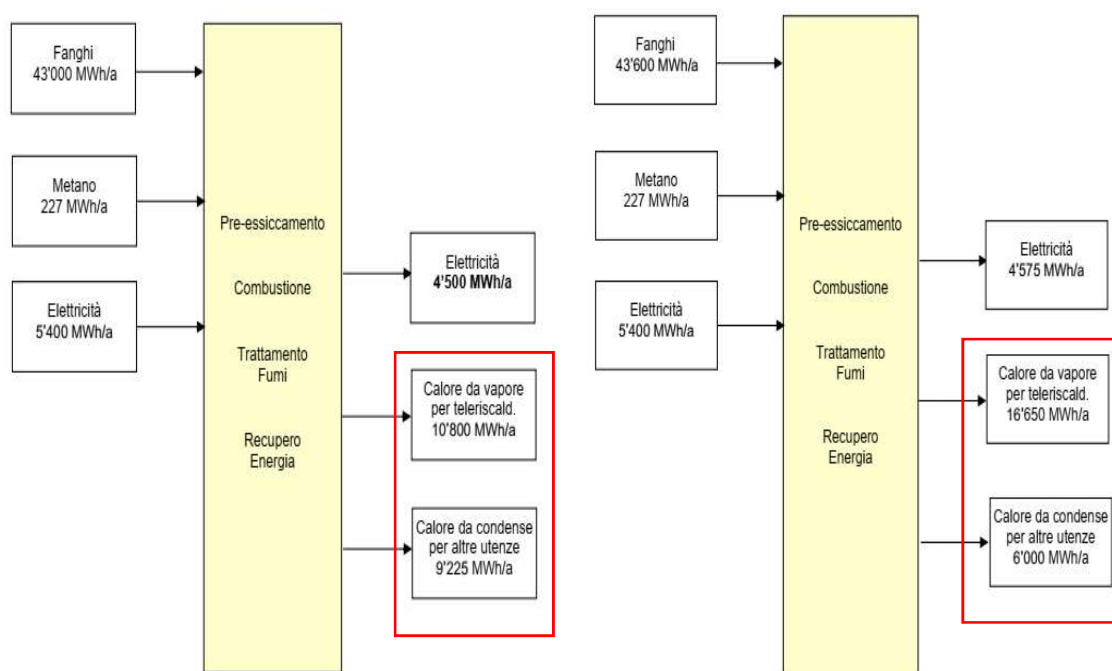 Fanghi
43'000 MWh/a
Metano
227 MWh/a
Elettricità
5'400 MWh/a
Pre-essiccamento
Combustione
Trattamento
Fumi
Recupero
Energia
Elettricità
4'500 MWh/a
Calore da vapore
per teleriscald.
10'800 MWh/a
Calore da condense
per altre utenze
9'225 MWh/a
Fanghi
43'600 MWh/a
Metano
227 MWh/a
Elettricità
5'400 MWh/a
Pre-essiccamento
Combustione
Trattamento
Fumi
Recupero
Energia
Elettricità
4'575 MWh/a
Calore da vapore
per teleriscald.
16'650 MWh/a
Calore da condense
per altre utenze
6'000 MWh/a